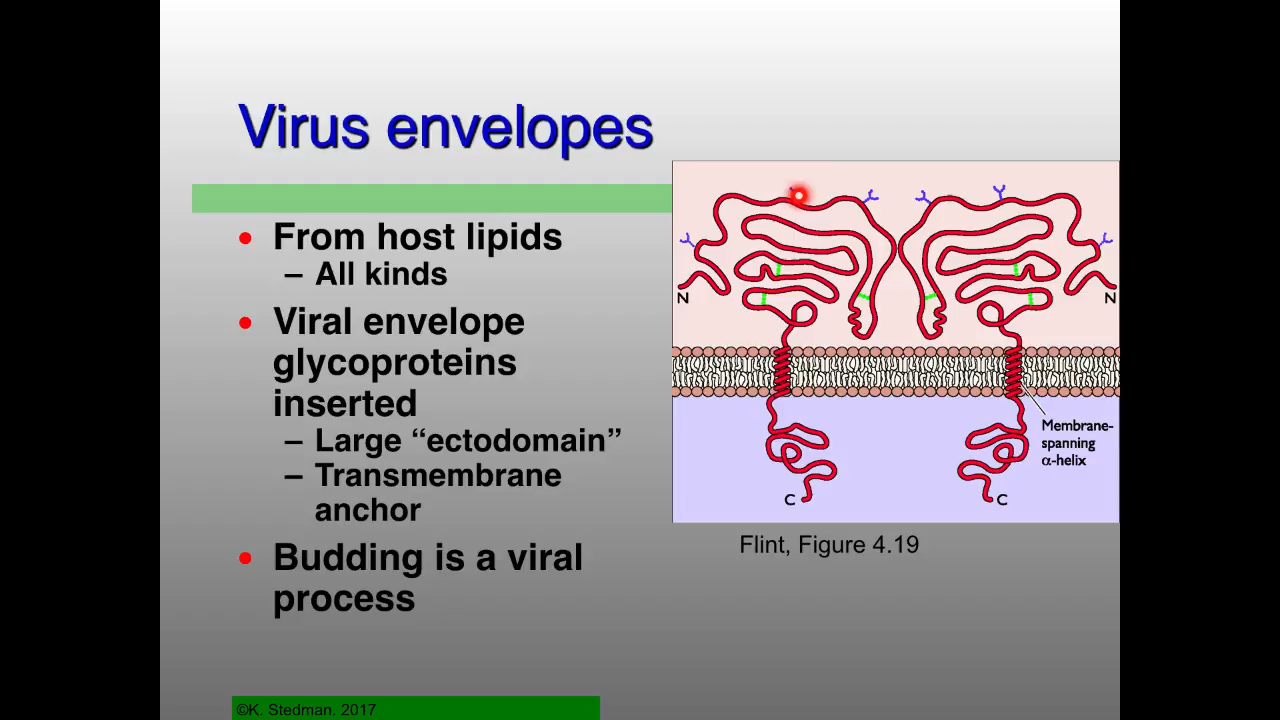 Virus envelopes
• From host lipids
– All kinds
• Viral envelope
glycoproteins
inserted
– Large “ectodomain”
– Transmembrane
anchor
• Budding is a viral
process
N
N
Membrane-
spanning
α-helix
C
C
Flint, Figure 4.19
©K. Stedman. 2017